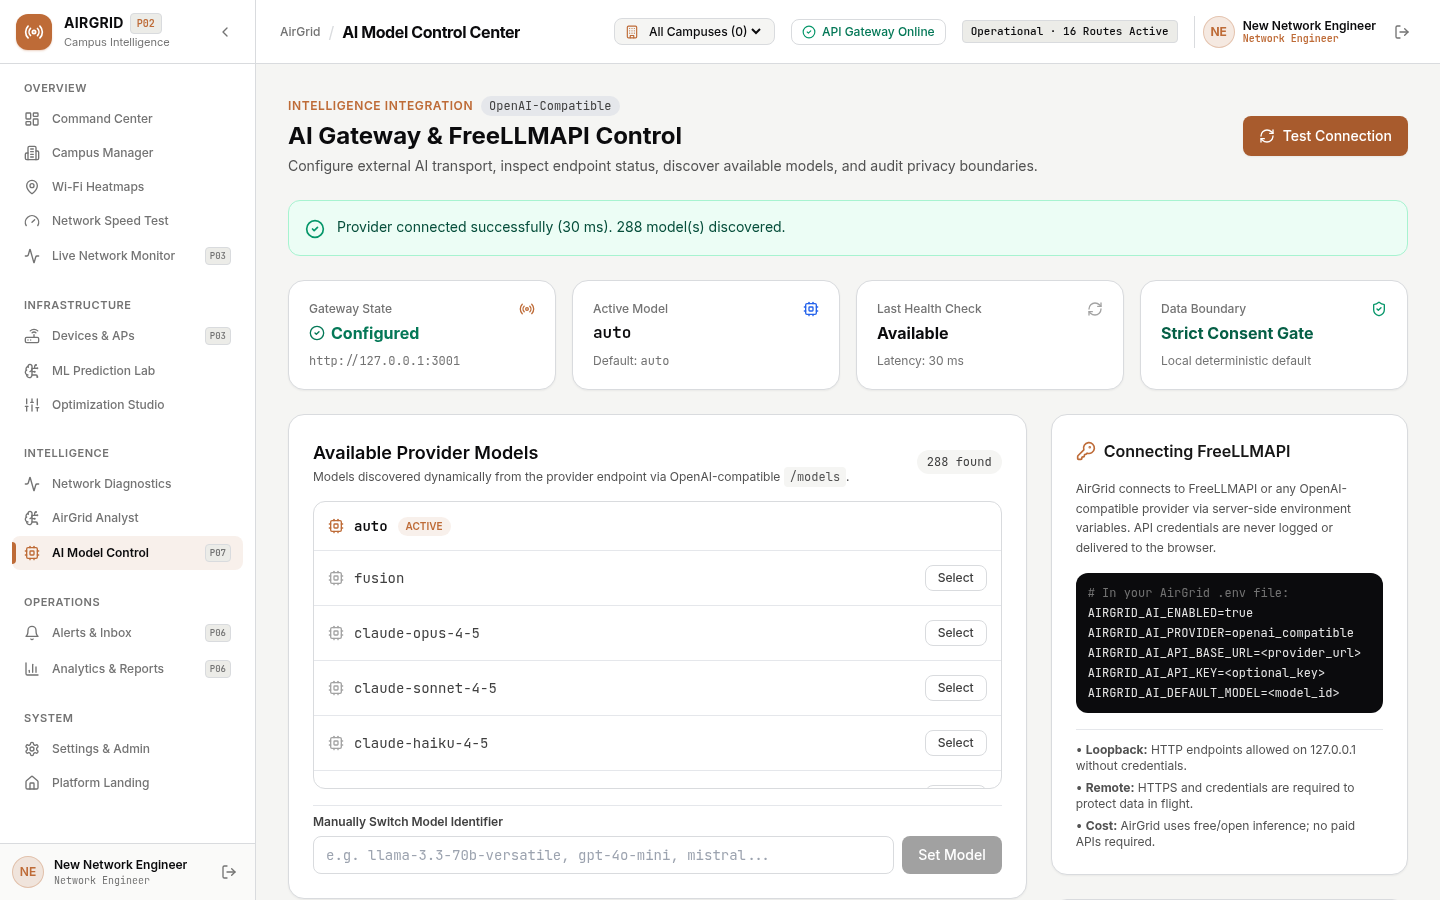 AIRGRID P02
Campus Intelligence
OVERVIEW
Command Center
Campus Manager
Wi-Fi Heatmaps
Network Speed Test
Live Network Monitor P03
INFRASTRUCTURE
Devices & APs P03
ML Prediction Lab
Optimization Studio
INTELLIGENCE
Network Diagnostics
AirGrid Analyst
AI Model Control P07
OPERATIONS
Alerts & Inbox P06
Analytics & Reports P06
SYSTEM
Settings & Admin
Platform Landing
NE New Network Engineer
Network Engineer
AirGrid / AI Model Control Center
All Campuses (0)
API Gateway Online
Operational · 16 Routes Active
NE New Network Engineer
Network Engineer
INTELLIGENCE INTEGRATION OpenAI-Compatible
AI Gateway & FreeLLMAPI Control
Configure external AI transport, inspect endpoint status, discover available models, and audit privacy boundaries.
Test Connection
Provider connected successfully (30 ms). 288 model(s) discovered.
Gateway State
Configured
http://127.0.0.1:3001
Active Model
auto
Default: auto
Last Health Check
Available
Latency: 30 ms
Data Boundary
Strict Consent Gate
Local deterministic default
Available Provider Models
Models discovered dynamically from the provider endpoint via OpenAI-compatible /models.
288 found
auto ACTIVE
fusion Select
claude-opus-4-5 Select
claude-sonnet-4-5 Select
claude-haiku-4-5 Select
Manually Switch Model Identifier
e.g. llama-3.3-70b-versatile, gpt-4o-mini, mistral...
Set Model
Connecting FreeLLMAPI
AirGrid connects to FreeLLMAPI or any OpenAI-
compatible provider via server-side environment
variables. API credentials are never logged or
delivered to the browser.
# In your AirGrid .env file:
AIRGRID_AI_ENABLED=true
AIRGRID_AI_PROVIDER=openai_compatible
AIRGRID_AI_API_BASE_URL=<provider_url>
AIRGRID_AI_API_KEY=<optional_key>
AIRGRID_AI_DEFAULT_MODEL=<model_id>
• Loopback: HTTP endpoints allowed on 127.0.0.1
without credentials.
• Remote: HTTPS and credentials are required to
protect data in flight.
• Cost: AirGrid uses free/open inference; no paid
APIs required.